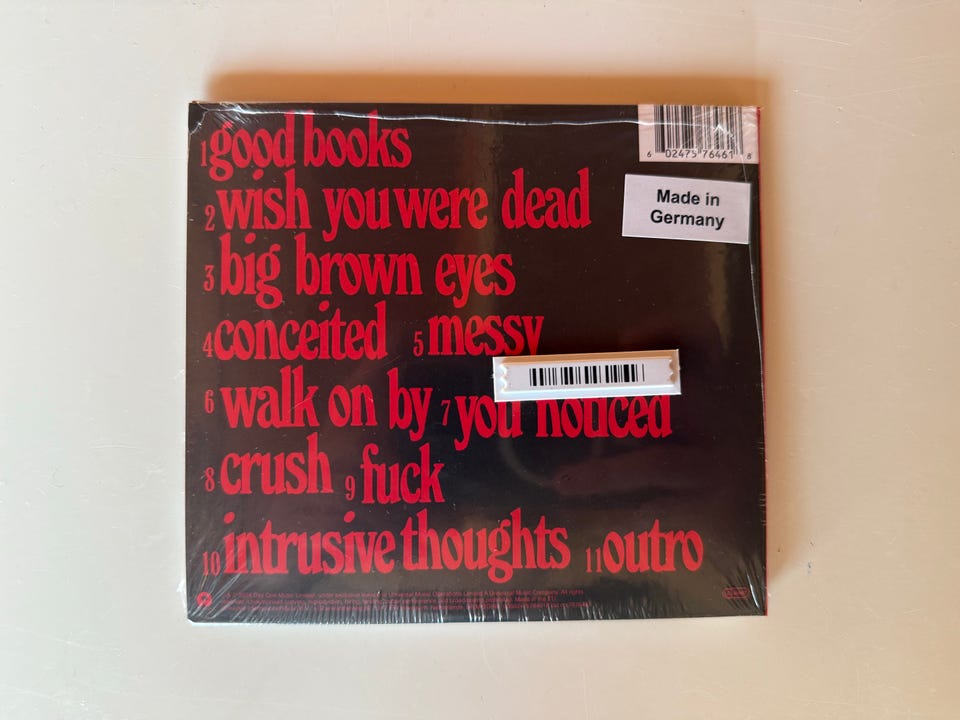 1 good books
2 wish you were dead
3 big brown eyes
4 conceited 5 messy
6 walk on by 7 you noticed
8 crush 9 fuck
10 intrusive thoughts 11 outro
6 02475 76461 8
Made in
Germany